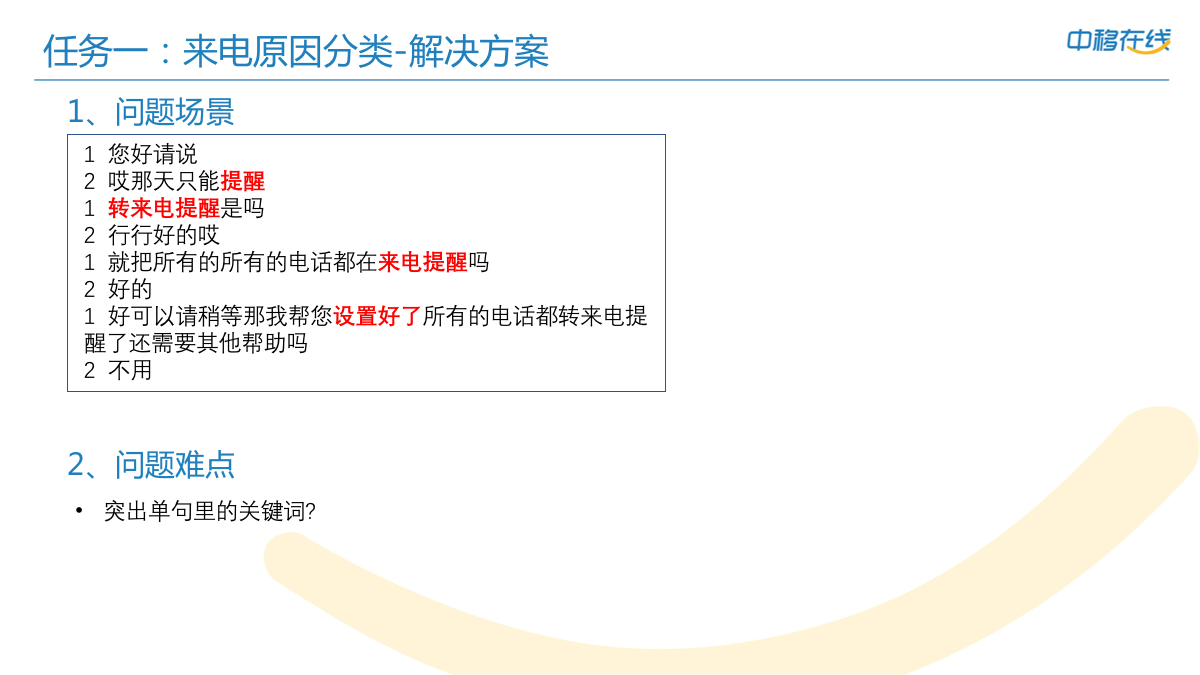 任务一：来电原因分类-解决方案
中移在线
1、问题场景
1 您好请说
2 哎那天只能提醒
1 转来电提醒是吗
2 行行好的哎
1 就把所有的所有的电话都在来电提醒吗
2 好的
1 好可以请稍等那我帮您设置好了所有的电话都转来电提
醒了还需要其他帮助吗
2 不用
2、问题难点
• 突出单句里的关键词?